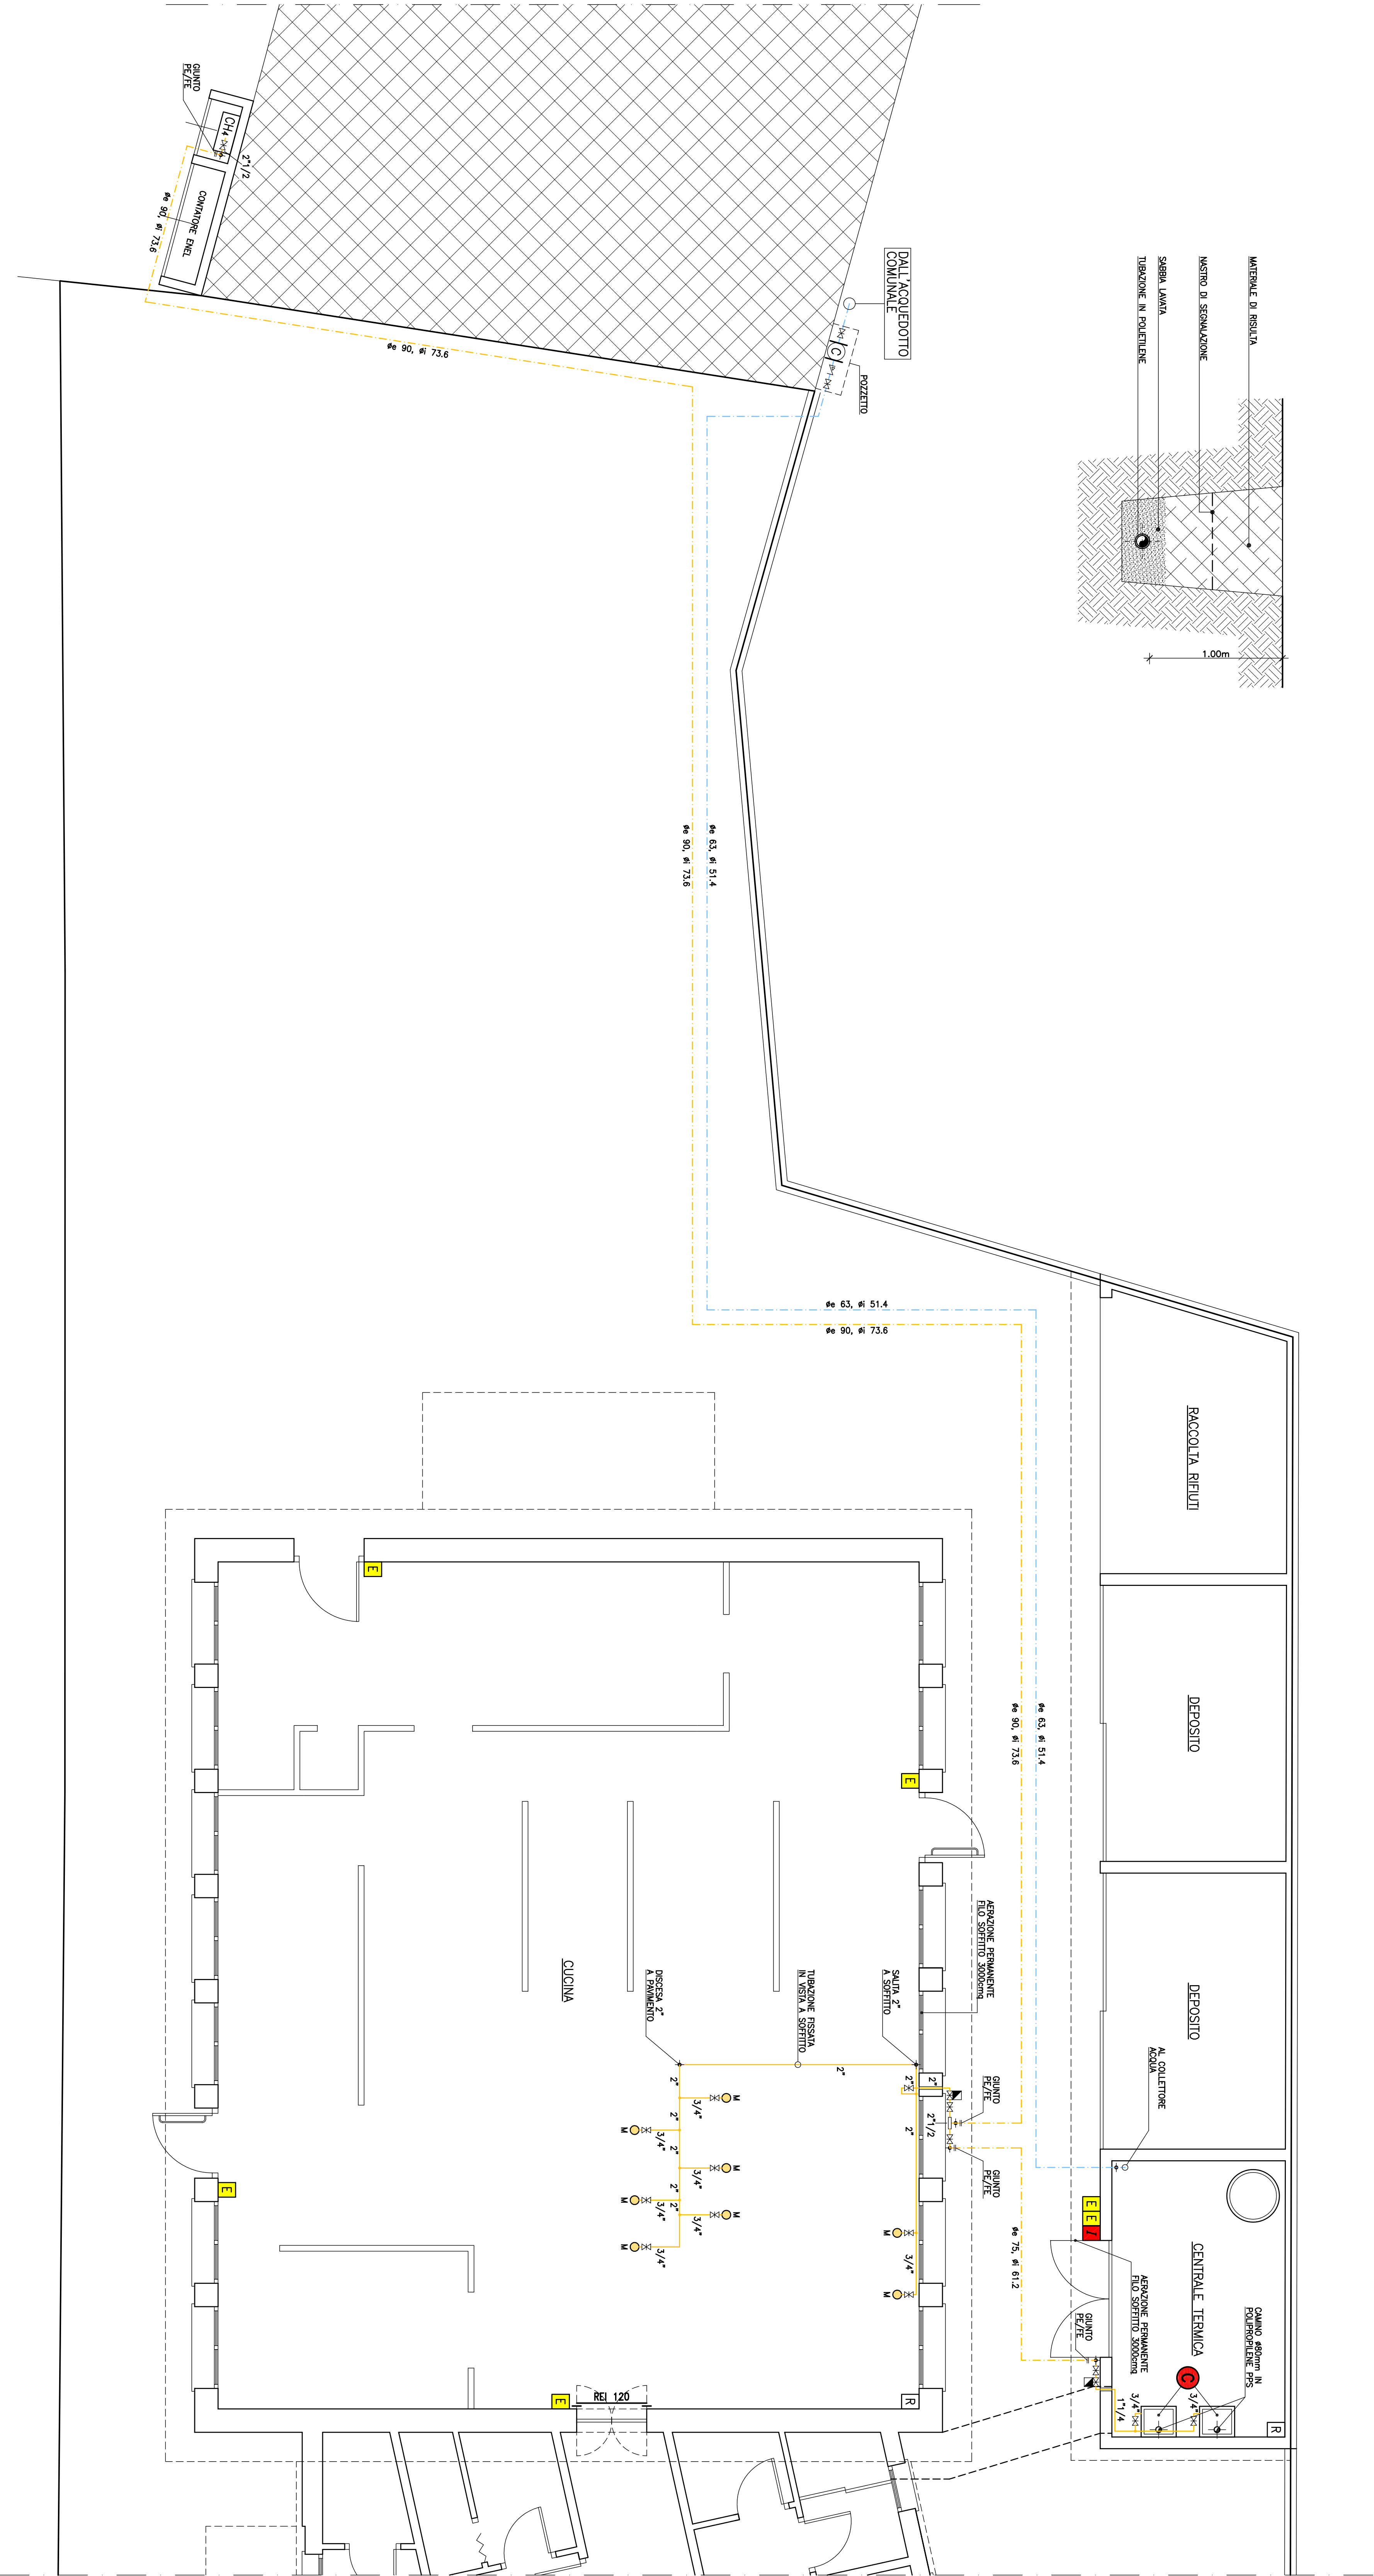 MATERIALE DI RISULTA
NASTRO DI SEGNALAZIONE
SABBIA LAVATA
TUBAZIONE IN POLIETILENE
1.00m
GIUNTO
PE/FE
CH4
2"1/2
CONTATORE ENEL
øe 90, øi 73.6
øe 90, øi 73.6
DALL'ACQUEDOTTO
COMUNALE
C
POZZETTO
øe 63, øi 51.4
øe 90, øi 73.6
øe 63, øi 51.4
øe 90, øi 73.6
RACCOLTA RIFIUTI
DEPOSITO
DEPOSITO
øe 63, øi 51.4
øe 90, øi 73.6
AL COLLETTORE
ACQUA
CENTRALE TERMICA
E
E
I
AERAZIONE PERMANENTE
FILO SOFFITTO 3000cmq
CAMINO ø80mm IN
POLIPROPILENE PPS
C
3/4"
3/4"
1"1/4
R
GIUNTO
PE/FE
øe 75, øi 61.2
GIUNTO
PE/FE
GIUNTO
PE/FE
2"1/2
2"
2"
2"
AERAZIONE PERMANENTE
FILO SOFFITTO 3000cmq
SALITA 2"
A SOFFITTO
TUBAZIONE FISSATA
IN VISTA A SOFFITTO
2"
DISCESA 2"
A PAVIMENTO
CUCINA
2"
2"
2"
2"
2"
3/4"
3/4"
3/4"
3/4"
3/4"
3/4"
3/4"
M
M
M
M
M
M
M
M
E
E
E
E
R
REI 120